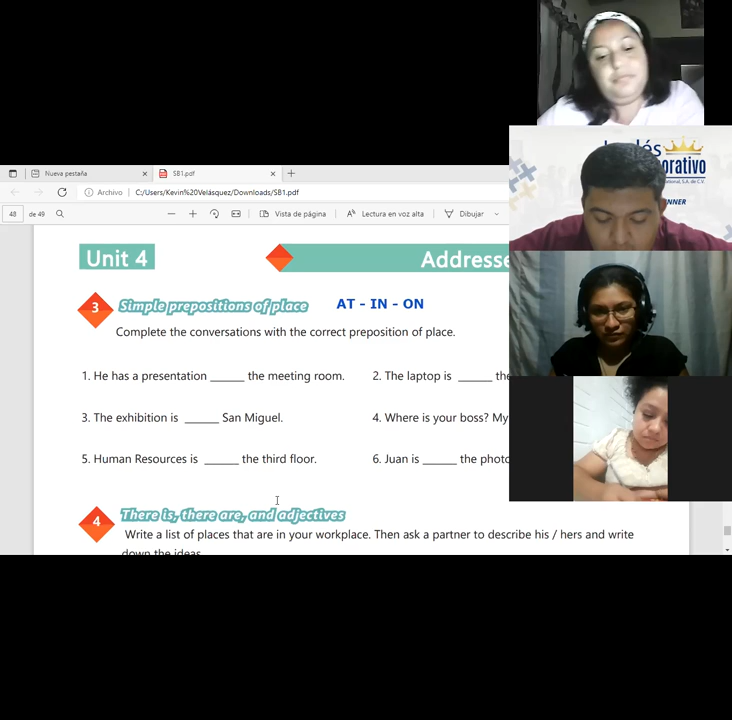 Nueva pestaña
SB1.pdf
Archivo C:/Users/Kevin%20Velásquez/Downloads/SB1.pdf
48 de 49
Vista de página
Lectura en voz alta
Dibujar
Unit 4
Addresse
3 Simple prepositions of place AT - IN - ON
Complete the conversations with the correct preposition of place.
1. He has a presentation ______ the meeting room. 2. The laptop is ______ the
3. The exhibition is ______ San Miguel. 4. Where is your boss? My
5. Human Resources is ______ the third floor. 6. Juan is ______ the photo
4 There is, there are, and adjectives
Write a list of places that are in your workplace. Then ask a partner to describe his / hers and write
down the ideas.